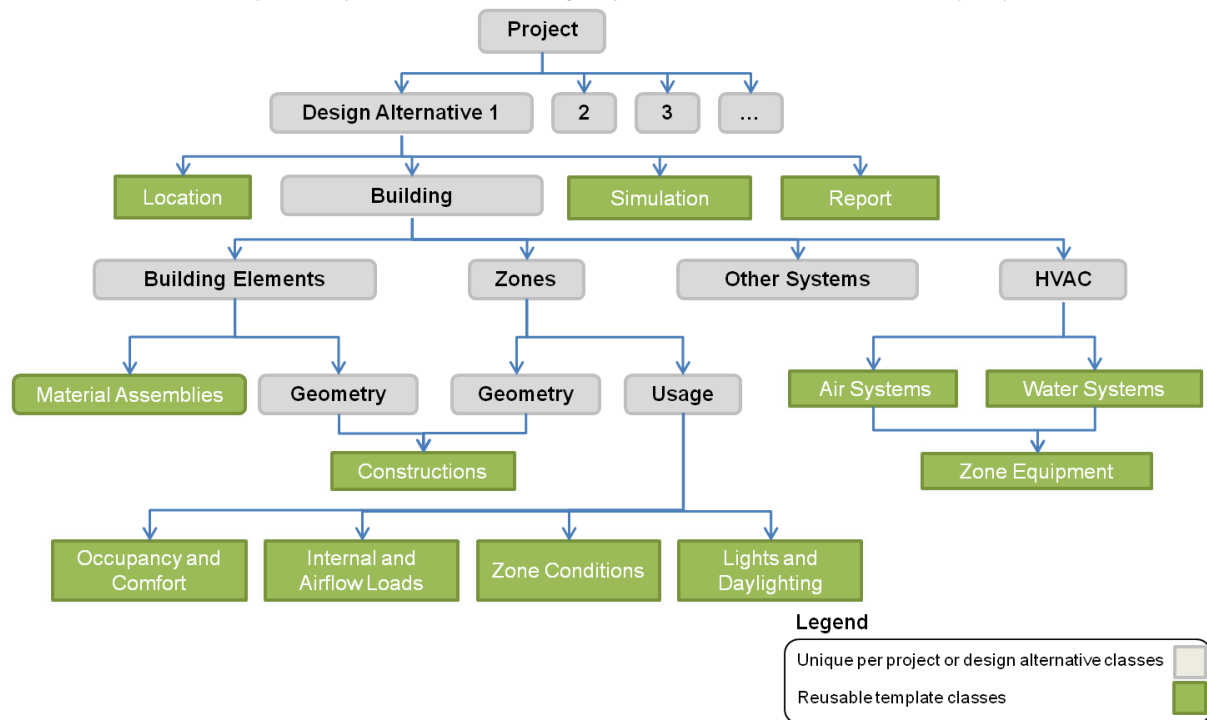 Project
Design Alternative 1
2
3
...
Location
Building
Simulation
Report
Building Elements
Zones
Other Systems
HVAC
Material Assemblies
Geometry
Geometry
Usage
Air Systems
Water Systems
Constructions
Zone Equipment
Occupancy and
Comfort
Internal and
Airflow Loads
Zone Conditions
Lights and
Daylighting
Legend
Unique per project or design alternative classes
Reusable template classes